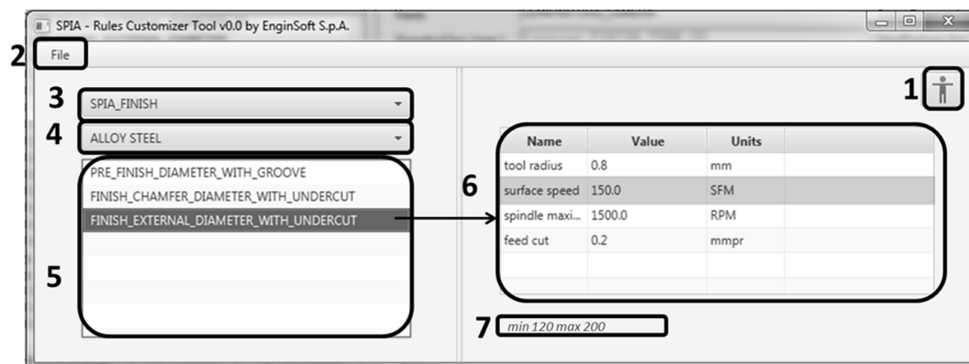 SPIA - Rules Customizer Tool v0.0 by EnginSoft S.p.A.
2 File
1
3 SPIA_FINISH
4 ALLOY STEEL
5
PRE_FINISH_DIAMETER_WITH_GROOVE
FINISH_CHAMFER_DIAMETER_WITH_UNDERCUT
FINISH_EXTERNAL_DIAMETER_WITH_UNDERCUT
6
Name Value Units
tool radius 0.8 mm
surface speed 150.0 SFM
spindle maxi... 1500.0 RPM
feed cut 0.2 mmpr
7 min 120 max 200